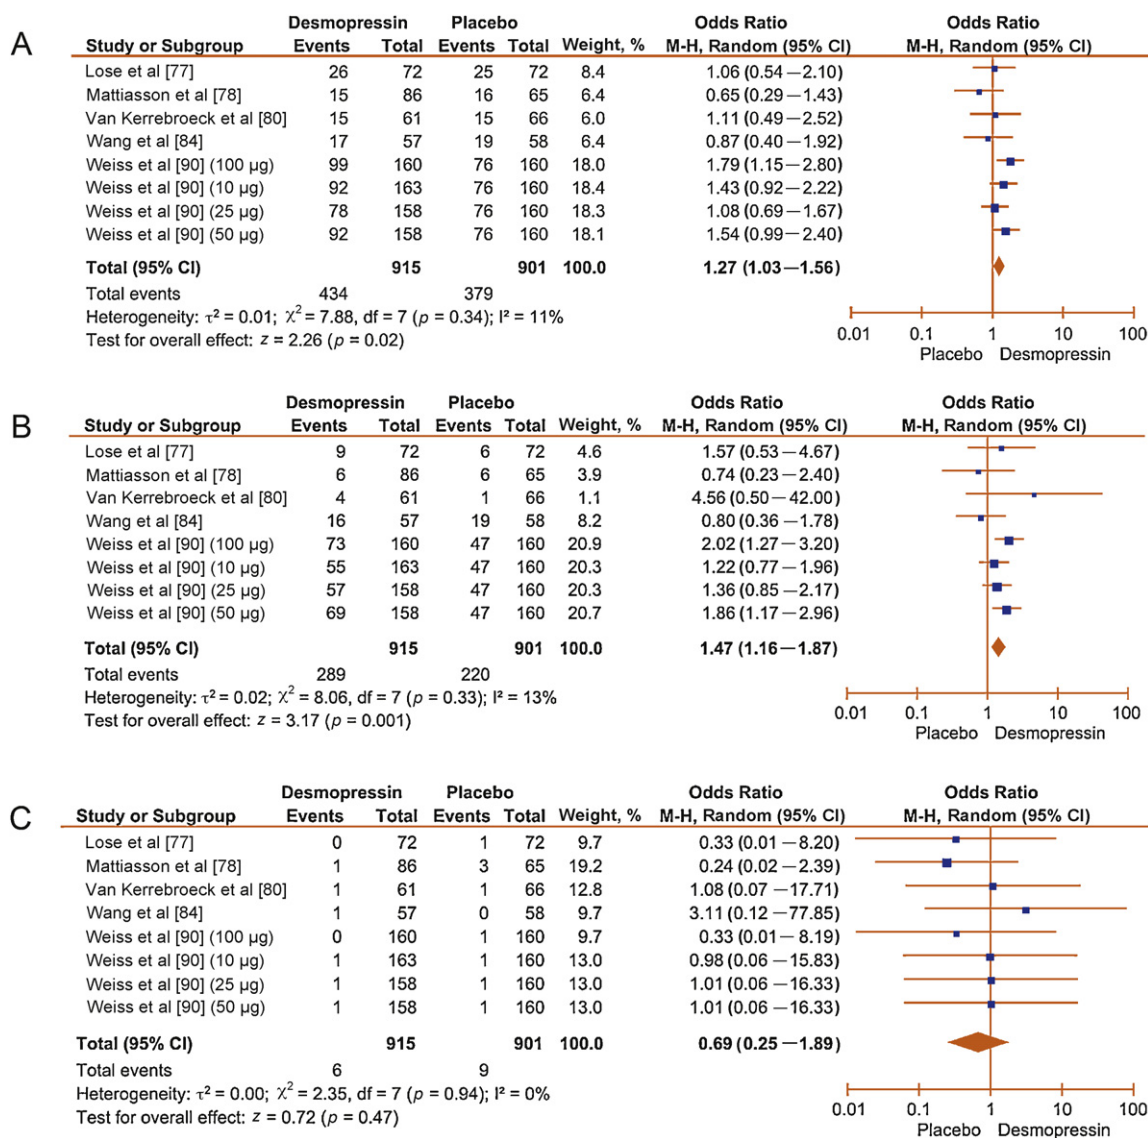 A
Desmopressin Placebo Odds Ratio Odds Ratio
Study or Subgroup Events Total Events Total Weight, % M-H, Random (95% CI) M-H, Random (95% CI)
Lose et al [77] 26 72 25 72 8.4 1.06 (0.54—2.10)
Mattiasson et al [78] 15 86 16 65 6.4 0.65 (0.29—1.43)
Van Kerrebroeck et al [80] 15 61 15 66 6.0 1.11 (0.49—2.52)
Wang et al [84] 17 57 19 58 6.4 0.87 (0.40—1.92)
Weiss et al [90] (100 µg) 99 160 76 160 18.0 1.79 (1.15—2.80)
Weiss et al [90] (10 µg) 92 163 76 160 18.4 1.43 (0.92—2.22)
Weiss et al [90] (25 µg) 78 158 76 160 18.3 1.08 (0.69—1.67)
Weiss et al [90] (50 µg) 92 158 76 160 18.1 1.54 (0.99—2.40)
Total (95% CI) 915 901 100.0 1.27 (1.03—1.56)
Total events 434 379
Heterogeneity: τ² = 0.01; χ² = 7.88, df = 7 (p = 0.34); I² = 11%
Test for overall effect: z = 2.26 (p = 0.02)
0.01 0.1 1 10 100
Placebo Desmopressin
B
Desmopressin Placebo Odds Ratio Odds Ratio
Study or Subgroup Events Total Events Total Weight, % M-H, Random (95% CI) M-H, Random (95% CI)
Lose et al [77] 9 72 6 72 4.6 1.57 (0.53—4.67)
Mattiasson et al [78] 6 86 6 65 3.9 0.74 (0.23—2.40)
Van Kerrebroeck et al [80] 4 61 1 66 1.1 4.56 (0.50—42.00)
Wang et al [84] 16 57 19 58 8.2 0.80 (0.36—1.78)
Weiss et al [90] (100 µg) 73 160 47 160 20.9 2.02 (1.27—3.20)
Weiss et al [90] (10 µg) 55 163 47 160 20.3 1.22 (0.77—1.96)
Weiss et al [90] (25 µg) 57 158 47 160 20.3 1.36 (0.85—2.17)
Weiss et al [90] (50 µg) 69 158 47 160 20.7 1.86 (1.17—2.96)
Total (95% CI) 915 901 100.0 1.47 (1.16—1.87)
Total events 289 220
Heterogeneity: τ² = 0.02; χ² = 8.06, df = 7 (p = 0.33); I² = 13%
Test for overall effect: z = 3.17 (p = 0.001)
0.01 0.1 1 10 100
Placebo Desmopressin
C
Desmopressin Placebo Odds Ratio Odds Ratio
Study or Subgroup Events Total Events Total Weight, % M-H, Random (95% CI) M-H, Random (95% CI)
Lose et al [77] 0 72 1 72 9.7 0.33 (0.01—8.20)
Mattiasson et al [78] 1 86 3 65 19.2 0.24 (0.02—2.39)
Van Kerrebroeck et al [80] 1 61 1 66 12.8 1.08 (0.07—17.71)
Wang et al [84] 1 57 0 58 9.7 3.11 (0.12—77.85)
Weiss et al [90] (100 µg) 0 160 1 160 9.7 0.33 (0.01—8.19)
Weiss et al [90] (10 µg) 1 163 1 160 13.0 0.98 (0.06—15.83)
Weiss et al [90] (25 µg) 1 158 1 160 13.0 1.01 (0.06—16.33)
Weiss et al [90] (50 µg) 1 158 1 160 13.0 1.01 (0.06—16.33)
Total (95% CI) 915 901 100.0 0.69 (0.25—1.89)
Total events 6 9
Heterogeneity: τ² = 0.00; χ² = 2.35, df = 7 (p = 0.94); I² = 0%
Test for overall effect: z = 0.72 (p = 0.47)
0.01 0.1 1 10 100
Placebo Desmopressin